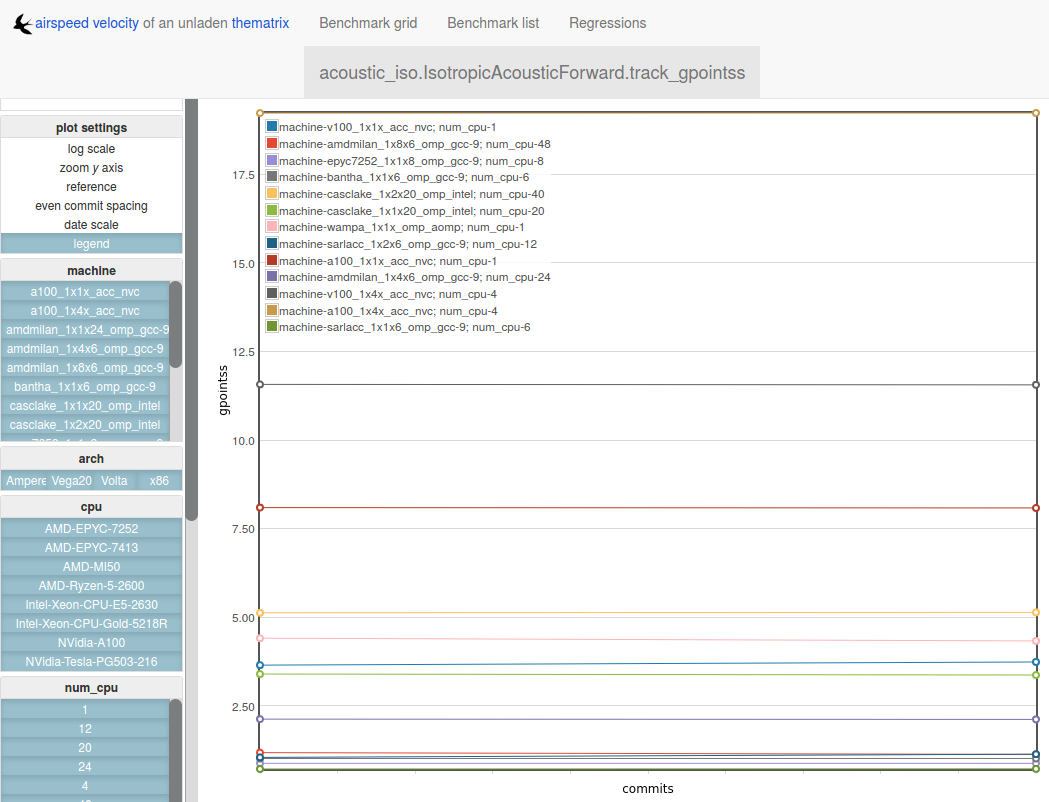 airspeed velocity of an unladen thematrix Benchmark grid Benchmark list Regressions
acoustic_iso.IsotropicAcousticForward.track_gpointss
plot settings
log scale
zoom y axis
reference
even commit spacing
date scale
legend
machine
a100_1x1x_acc_nvc
a100_1x4x_acc_nvc
amdmilan_1x1x24_omp_gcc-9
amdmilan_1x4x6_omp_gcc-9
amdmilan_1x8x6_omp_gcc-9
bantha_1x1x6_omp_gcc-9
casclake_1x1x20_omp_intel
casclake_1x2x20_omp_intel
arch
Ampere Vega20 Volta x86
cpu
AMD-EPYC-7252
AMD-EPYC-7413
AMD-MI50
AMD-Ryzen-5-2600
Intel-Xeon-CPU-E5-2630
Intel-Xeon-CPU-Gold-5218R
NVidia-A100
NVidia-Tesla-PG503-216
num_cpu
1
12
20
24
4
machine-v100_1x1x_acc_nvc; num_cpu-1
machine-amdmilan_1x8x6_omp_gcc-9; num_cpu-48
machine-epyc7252_1x1x8_omp_gcc-9; num_cpu-8
machine-bantha_1x1x6_omp_gcc-9; num_cpu-6
machine-casclake_1x2x20_omp_intel; num_cpu-40
machine-casclake_1x1x20_omp_intel; num_cpu-20
machine-wampa_1x1x_omp_aomp; num_cpu-1
machine-sarlacc_1x2x6_omp_gcc-9; num_cpu-12
machine-a100_1x1x_acc_nvc; num_cpu-1
machine-amdmilan_1x4x6_omp_gcc-9; num_cpu-24
machine-v100_1x4x_acc_nvc; num_cpu-4
machine-a100_1x4x_acc_nvc; num_cpu-4
machine-sarlacc_1x1x6_omp_gcc-9; num_cpu-6
17.5
15.0
12.5
10.0
7.50
5.00
2.50
gpointss
commits